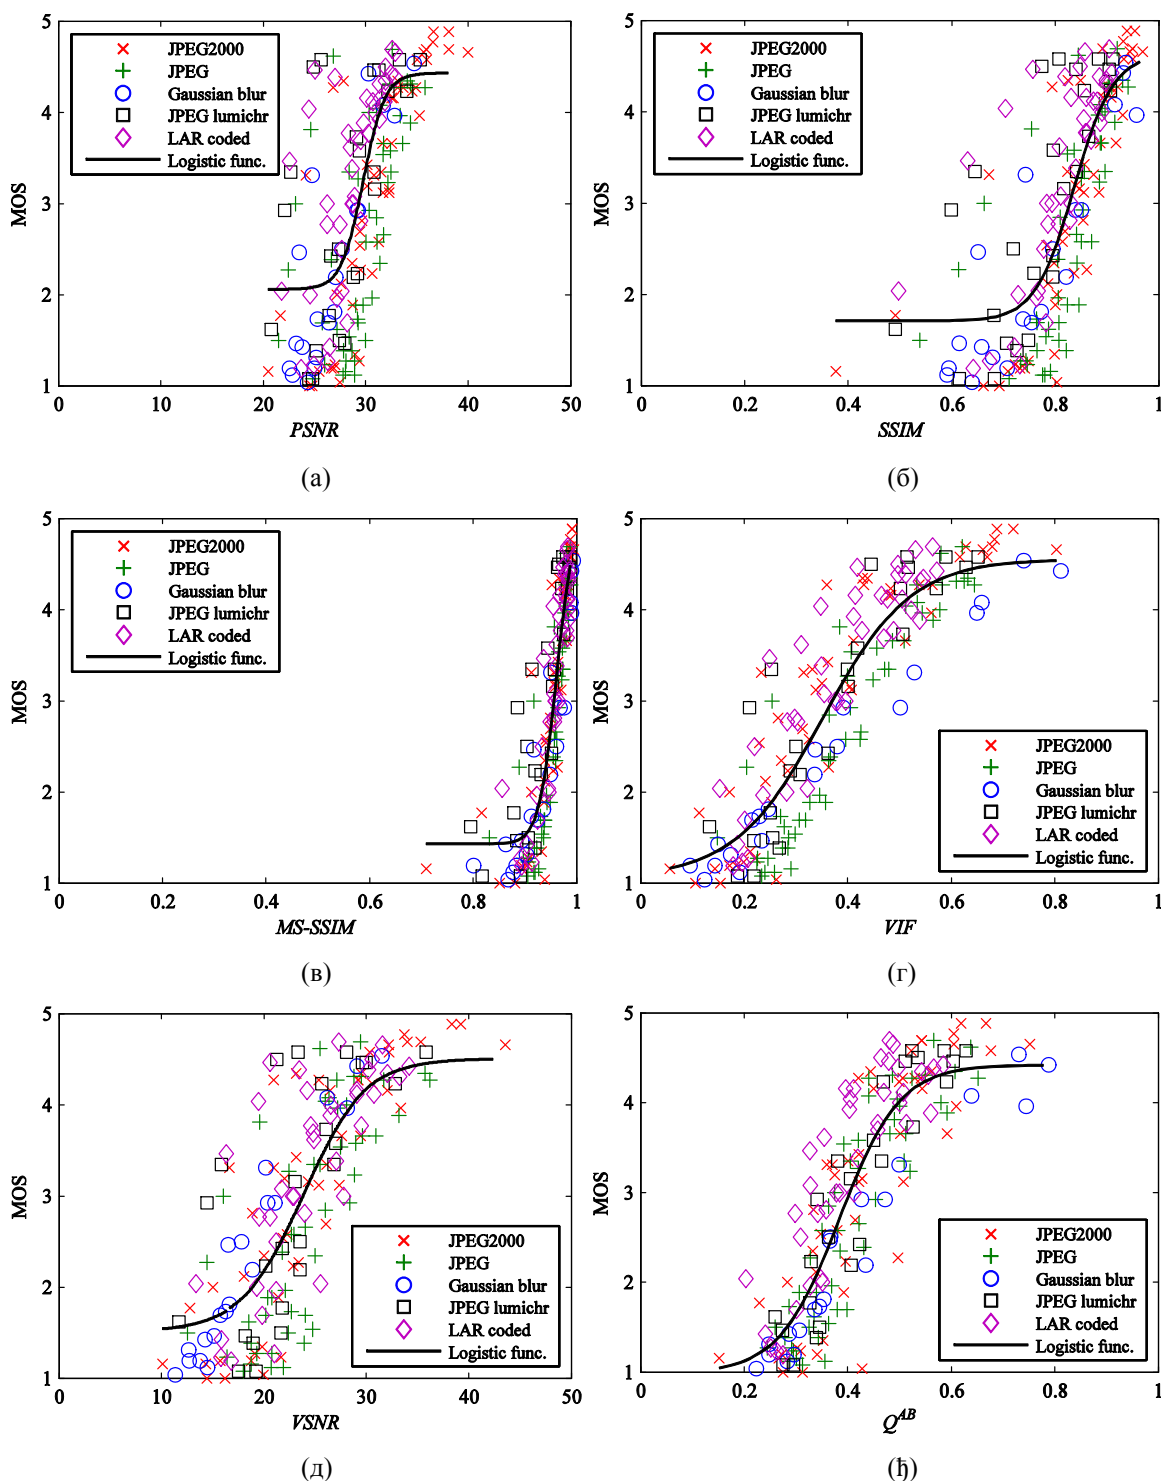 5
4
3
2
1
MOS
JPEG2000
JPEG
Gaussian blur
JPEG lumichr
LAR coded
Logistic func.
0 10 20 30 40 50
PSNR
(а)
5
4
3
2
1
MOS
JPEG2000
JPEG
Gaussian blur
JPEG lumichr
LAR coded
Logistic func.
0 0.2 0.4 0.6 0.8 1
SSIM
(б)
5
4
3
2
1
MOS
JPEG2000
JPEG
Gaussian blur
JPEG lumichr
LAR coded
Logistic func.
0 0.2 0.4 0.6 0.8 1
MS-SSIM
(в)
5
4
3
2
1
MOS
JPEG2000
JPEG
Gaussian blur
JPEG lumichr
LAR coded
Logistic func.
0 0.2 0.4 0.6 0.8 1
VIF
(г)
5
4
3
2
1
MOS
JPEG2000
JPEG
Gaussian blur
JPEG lumichr
LAR coded
Logistic func.
0 10 20 30 40 50
VSNR
(д)
5
4
3
2
1
MOS
JPEG2000
JPEG
Gaussian blur
JPEG lumichr
LAR coded
Logistic func.
0 0.2 0.4 0.6 0.8 1
Q^AB
(ђ)